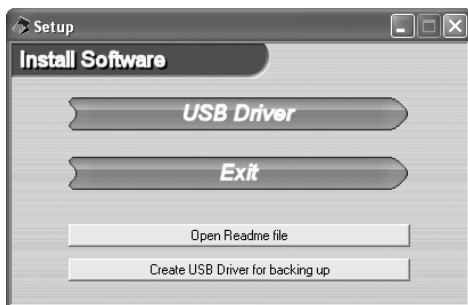 Setup
Install Software
USB Driver
Exit
Open Readme file
Create USB Driver for backing up